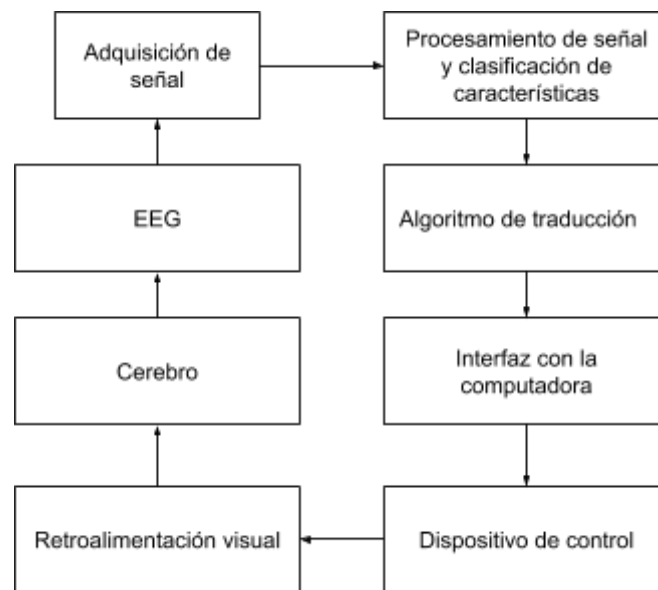 Adquisición de
señal
Procesamiento de señal
y clasificación de
características
EEG
Algoritmo de traducción
Cerebro
Interfaz con la
computadora
Retroalimentación visual
Dispositivo de control